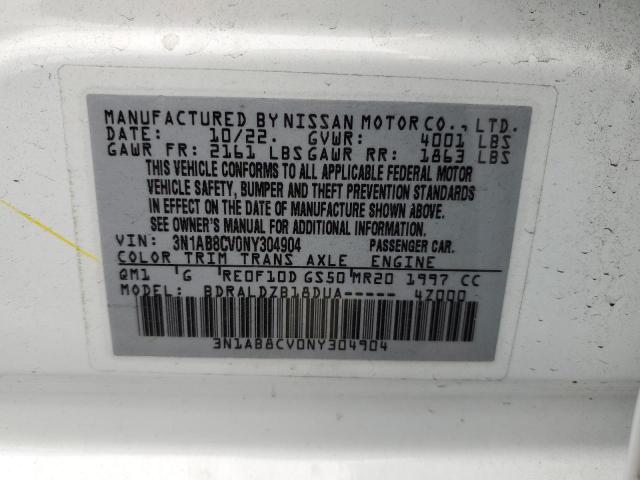 MANUFACTURED BY NISSAN MOTOR CO., LTD.
DATE: 10/22. GVWR: 4001 LBS
GAWR FR: 2161 LBS GAWR RR: 1863 LBS
THIS VEHICLE CONFORMS TO ALL APPLICABLE FEDERAL MOTOR
VEHICLE SAFETY, BUMPER AND THEFT PREVENTION STANDARDS
IN EFFECT ON THE DATE OF MANUFACTURE SHOWN ABOVE.
SEE OWNER'S MANUAL FOR ADDITIONAL INFORMATION.
VIN: 3N1AB8CV0NY304904 PASSENGER CAR.
COLOR TRIM TRANS AXLE ENGINE
QM1 G RE0F10D GS50 MR20 1997 CC
MODEL: BDRALDZB18DUA----- 4Z000
3N1AB8CV0NY304904